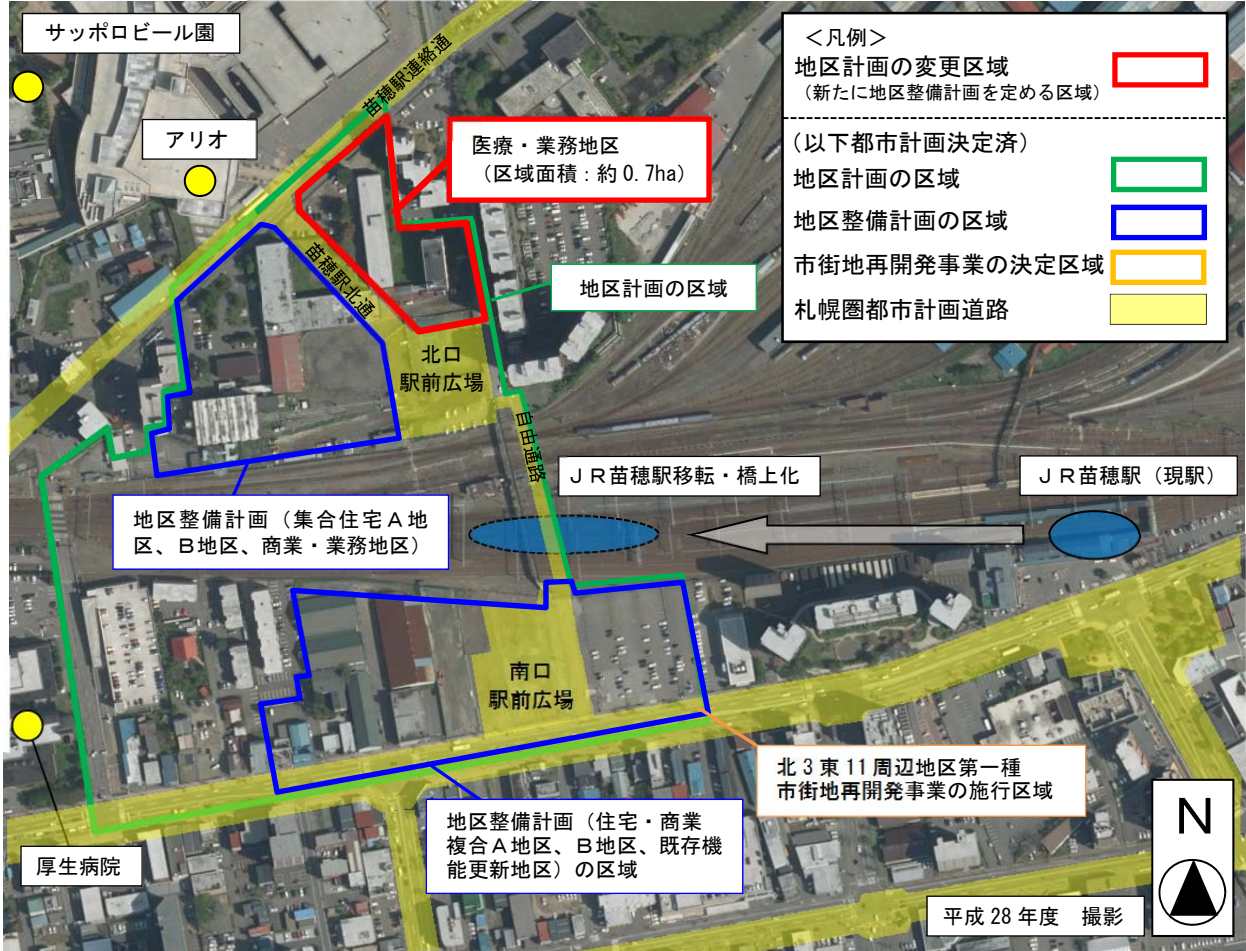 サッポロビール園
アリオ
苗穂駅連絡通
医療・業務地区
（区域面積：約0.7ha）
＜凡例＞
地区計画の変更区域
（新たに地区整備計画を定める区域）
（以下都市計画決定済）
地区計画の区域
地区整備計画の区域
市街地再開発事業の決定区域
札幌圏都市計画道路
苗穂駅北通
地区計画の区域
北口
駅前広場
自由通路
ＪＲ苗穂駅移転・橋上化
ＪＲ苗穂駅（現駅）
地区整備計画（集合住宅Ａ地
区、Ｂ地区、商業・業務地区）
南口
駅前広場
北3東11周辺地区第一種
市街地再開発事業の施行区域
地区整備計画（住宅・商業
複合Ａ地区、Ｂ地区、既存機
能更新地区）の区域
厚生病院
N
平成28年度　撮影